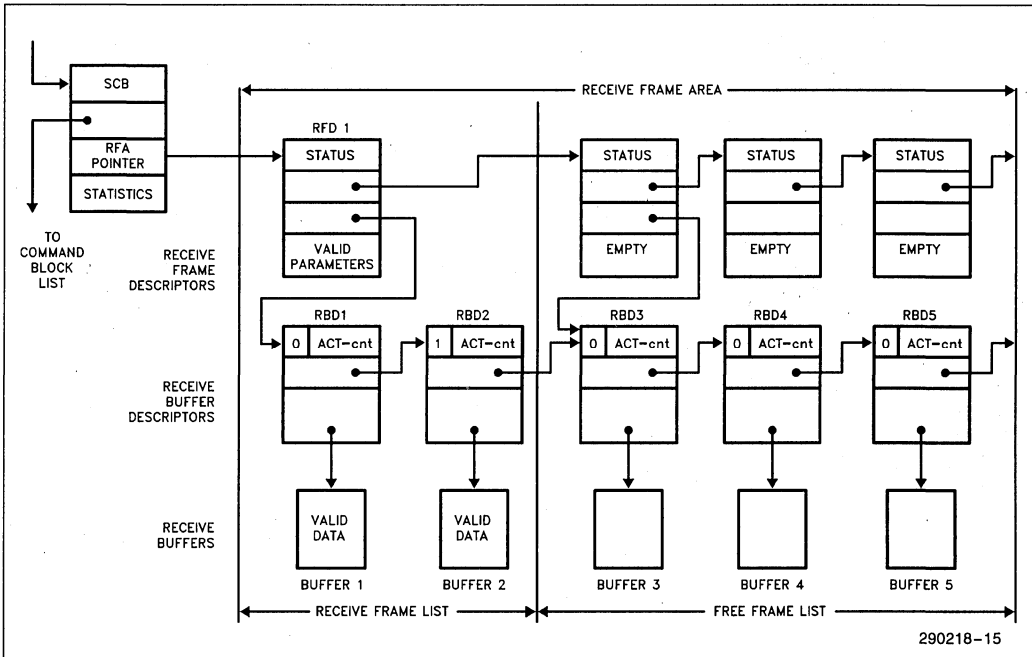 SCB
RFA
POINTER
STATISTICS
TO
COMMAND
BLOCK
LIST
RECEIVE FRAME AREA
RECEIVE
FRAME
DESCRIPTORS
RFD 1
STATUS
VALID
PARAMETERS
STATUS
EMPTY
STATUS
EMPTY
STATUS
EMPTY
RECEIVE
BUFFER
DESCRIPTORS
RBD1
0 ACT-cnt
RBD2
1 ACT-cnt
RBD3
0 ACT-cnt
RBD4
0 ACT-cnt
RBD5
0 ACT-cnt
RECEIVE
BUFFERS
VALID
DATA
BUFFER 1
VALID
DATA
BUFFER 2
BUFFER 3
BUFFER 4
BUFFER 5
RECEIVE FRAME LIST
FREE FRAME LIST
290218-15